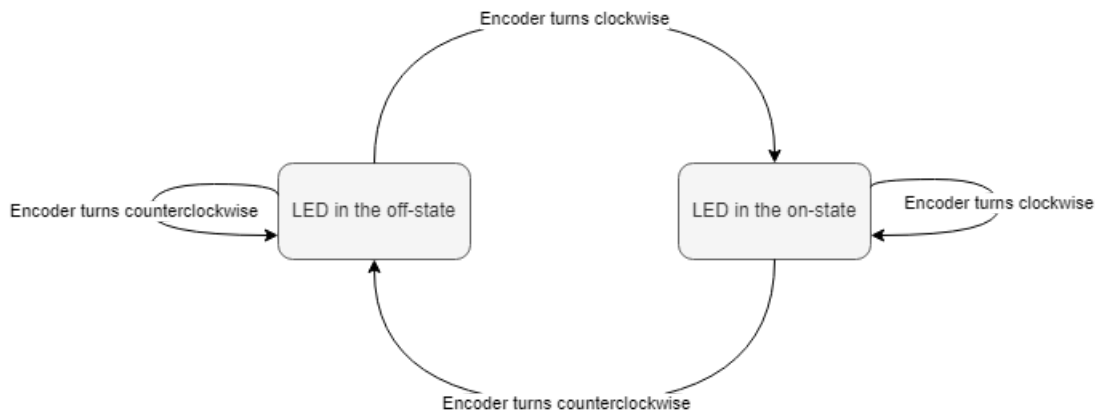 Encoder turns clockwise
Encoder turns counterclockwise
LED in the off-state
LED in the on-state
Encoder turns clockwise
Encoder turns counterclockwise